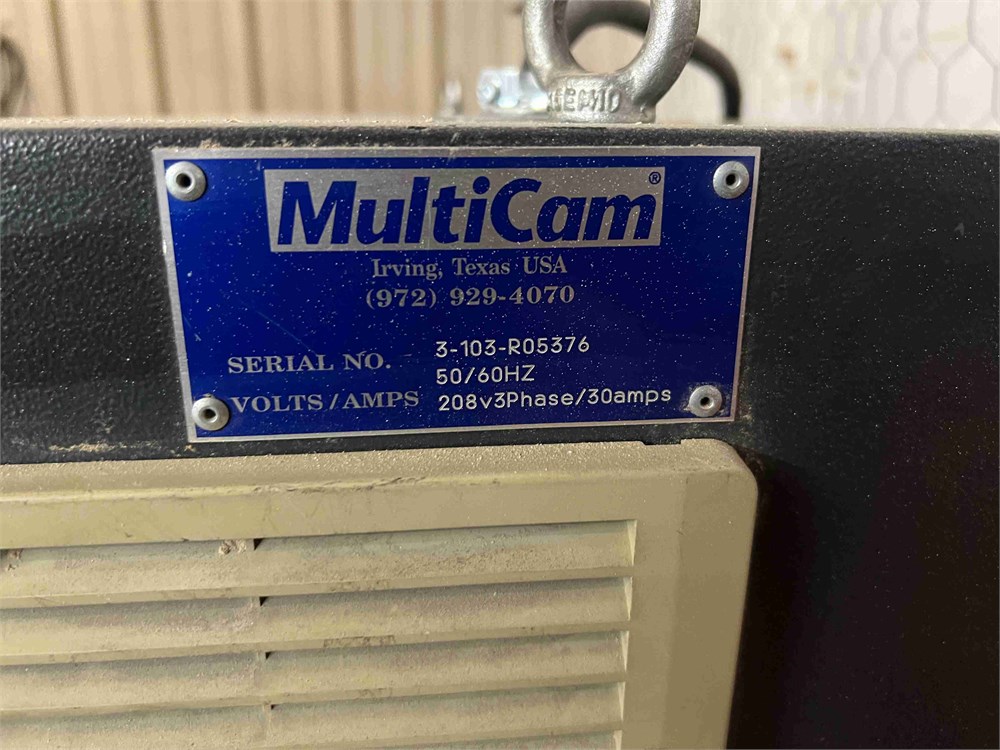 MultiCam®
Irving, Texas USA
(972) 929-4070
SERIAL NO. 3-103-R05376
50/60HZ
VOLTS/AMPS 208v3Phase/30amps